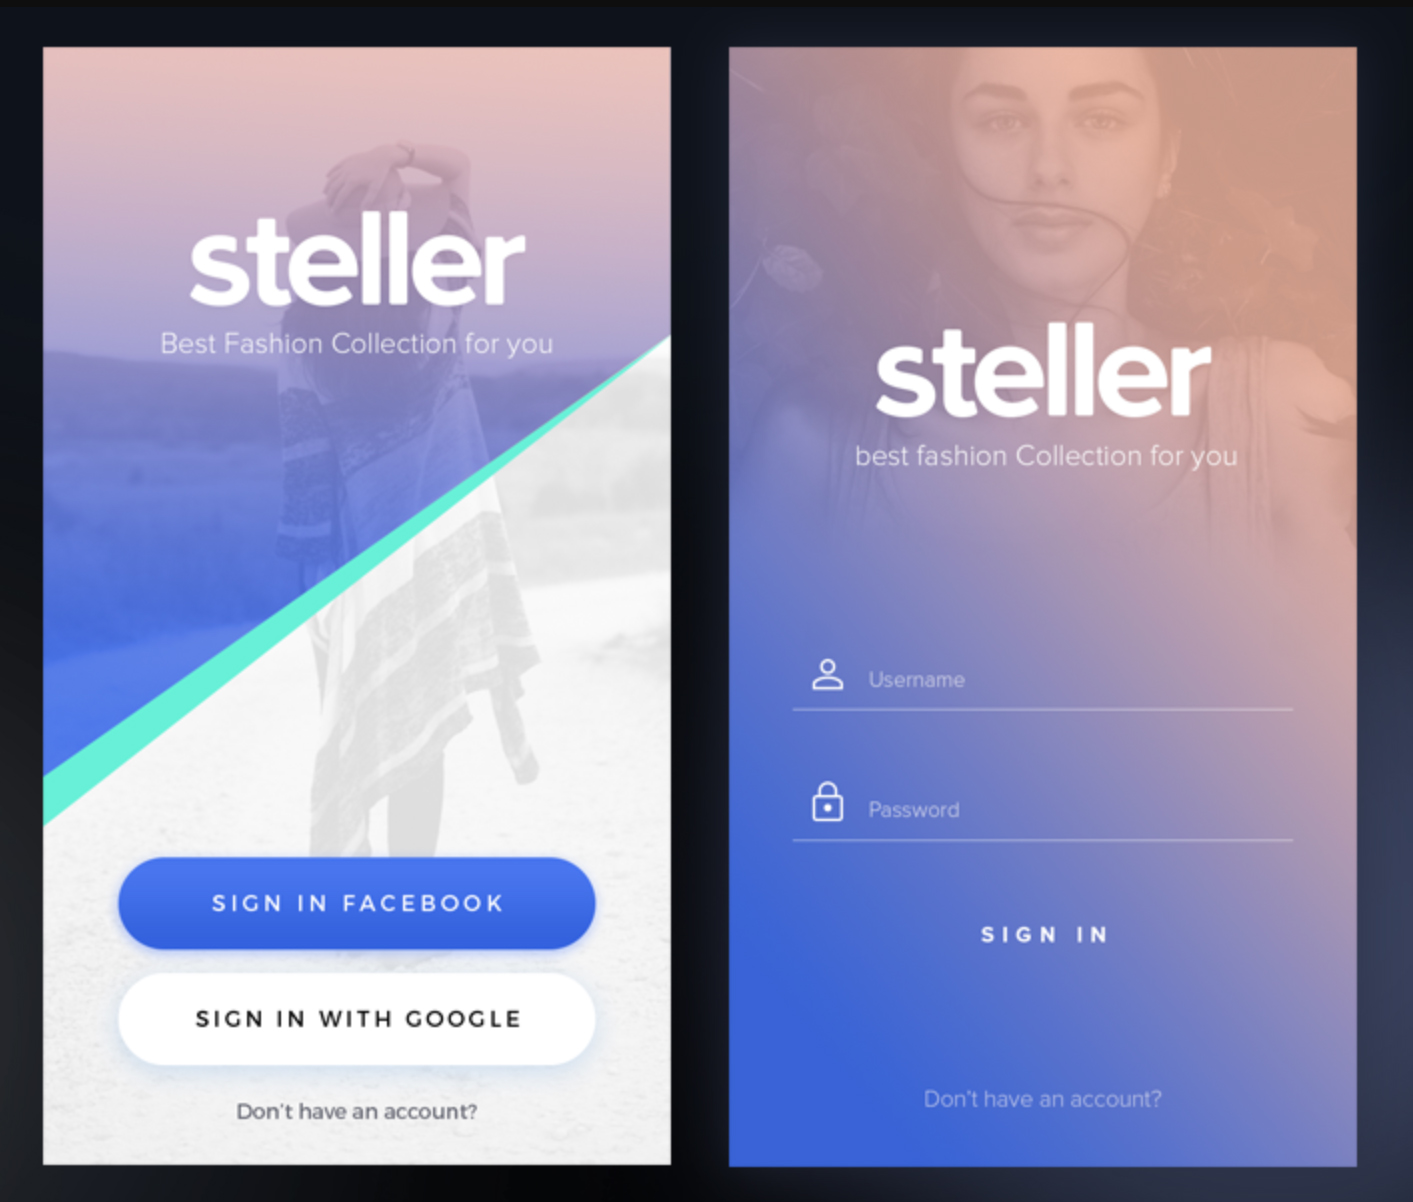 steller
Best Fashion Collection for you
SIGN IN FACEBOOK
SIGN IN WITH GOOGLE
Don't have an account?
steller
best fashion Collection for you
Username
Password
SIGN IN
Don't have an account?